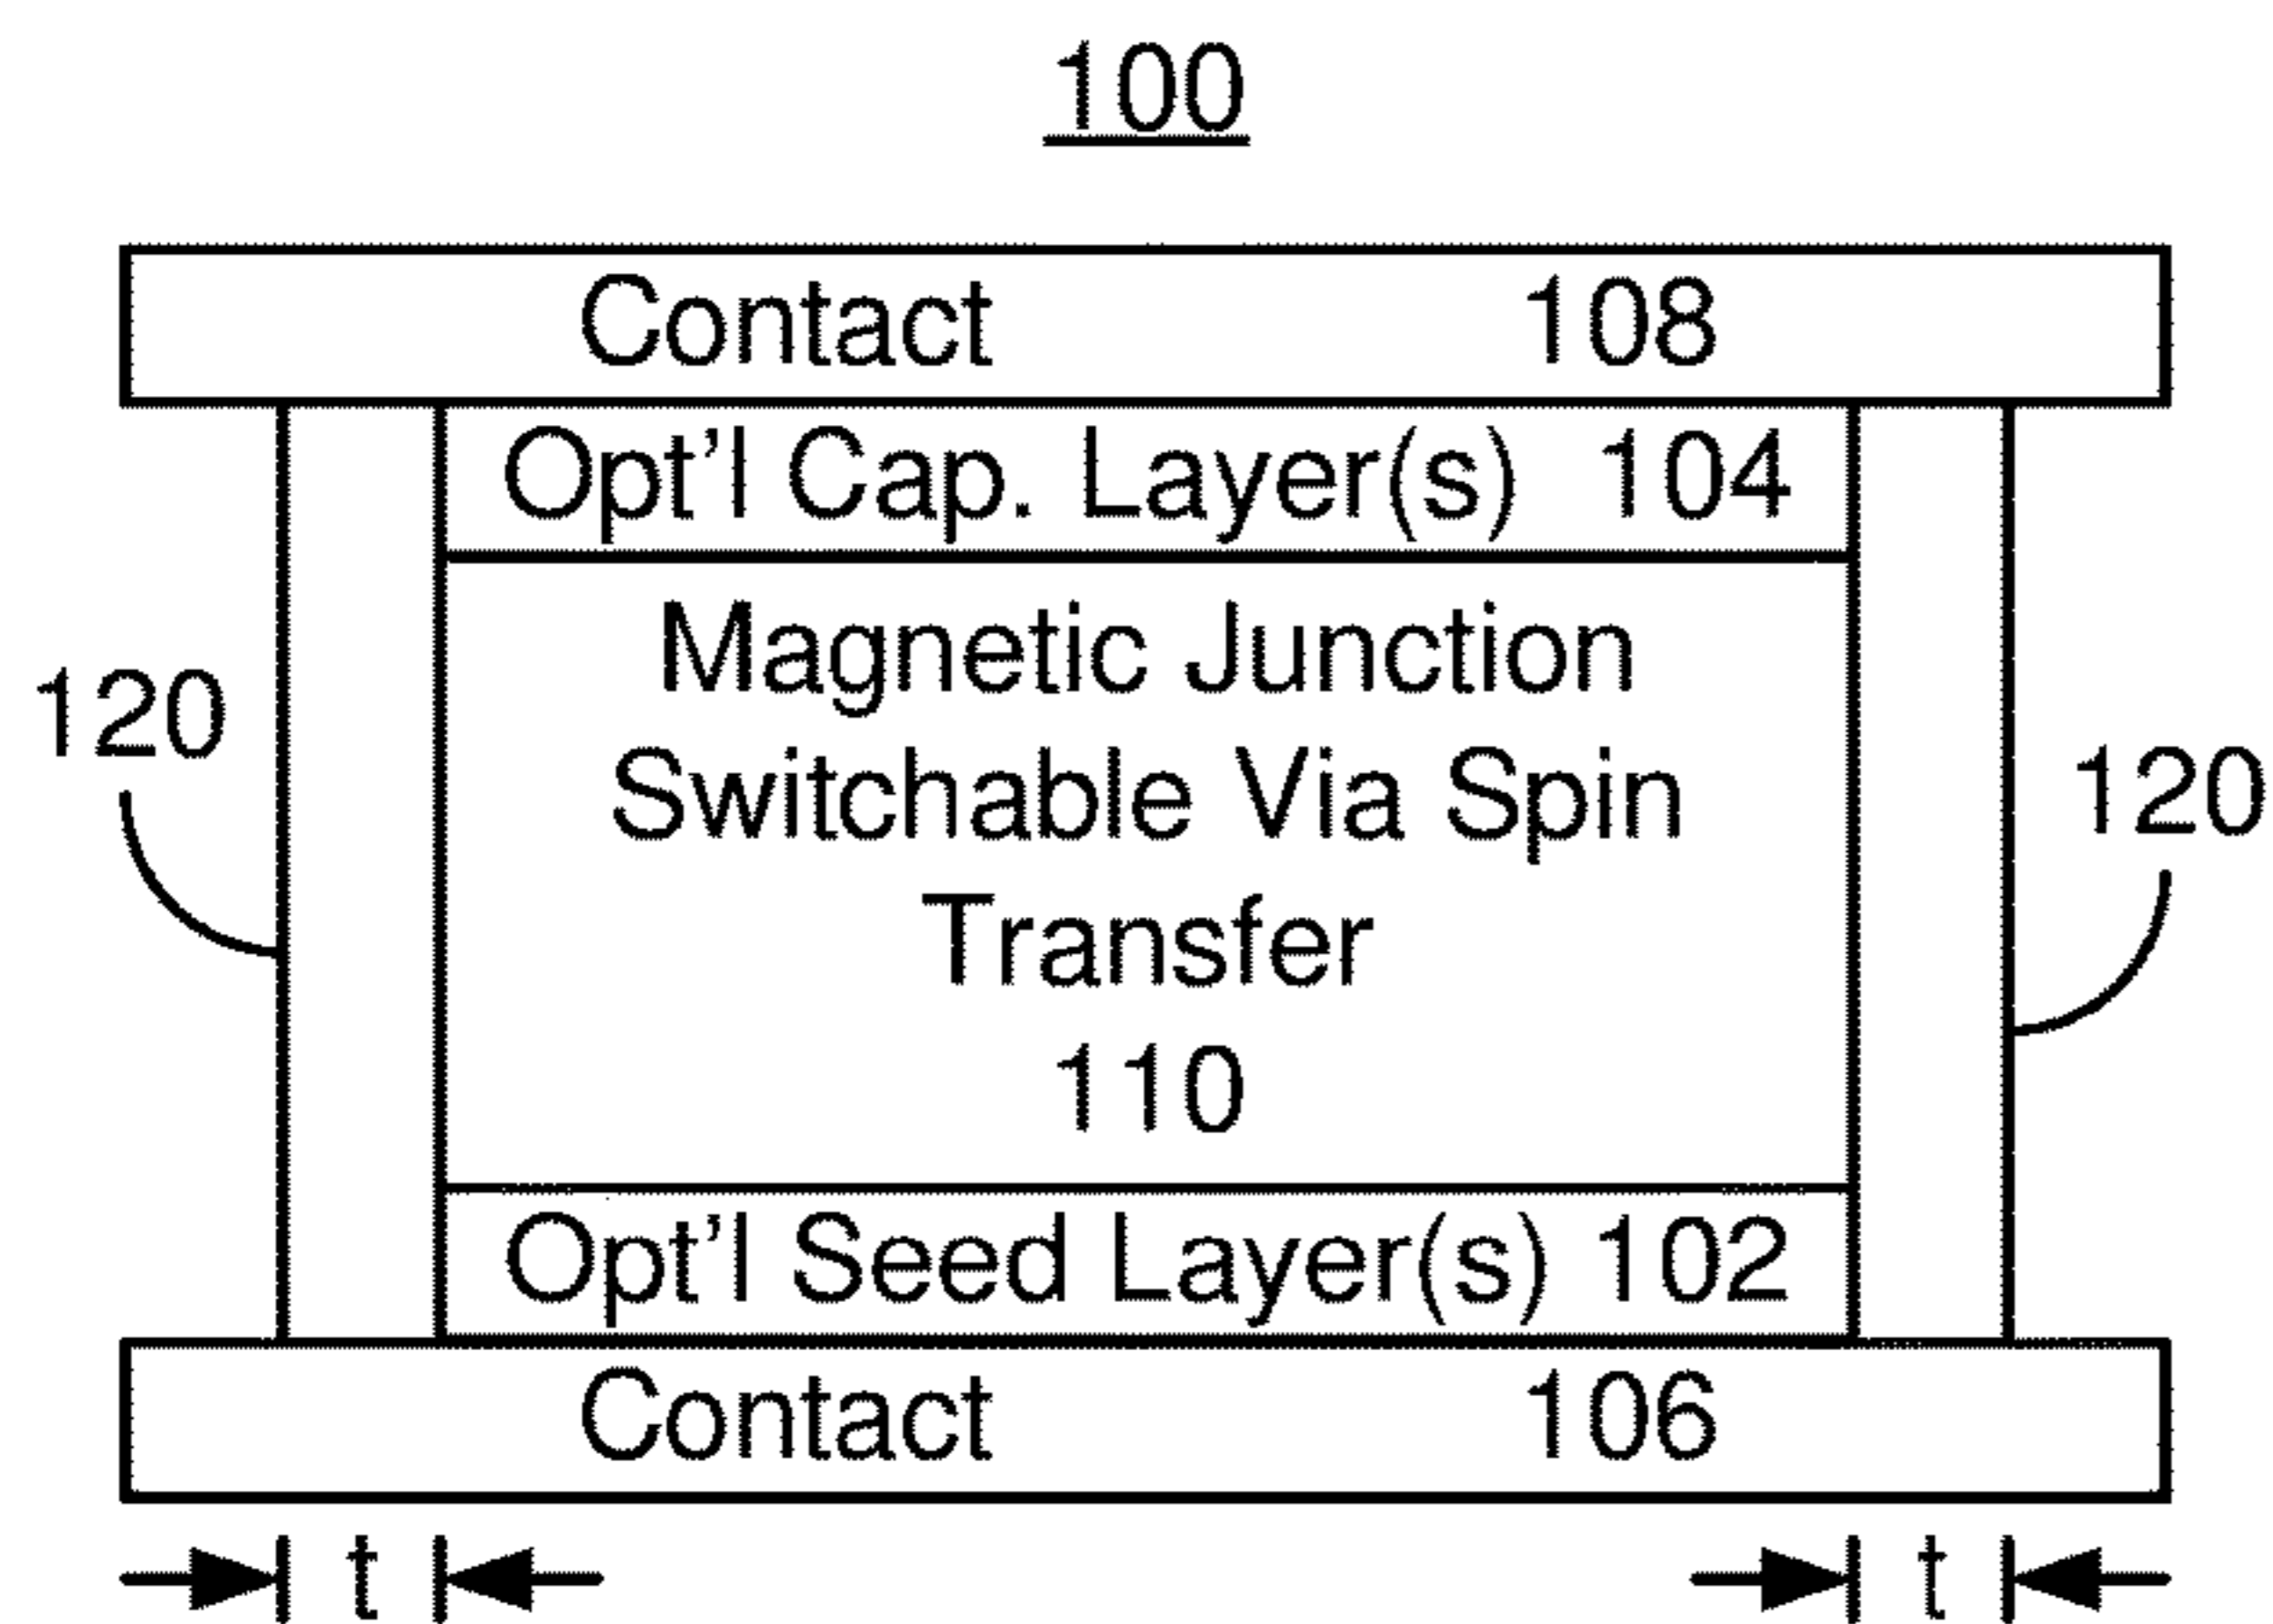 100
Contact 108
Opt'l Cap. Layer(s) 104
Magnetic Junction
Switchable Via Spin
Transfer
110
120
120
Opt'l Seed Layer(s) 102
Contact 106
t
t